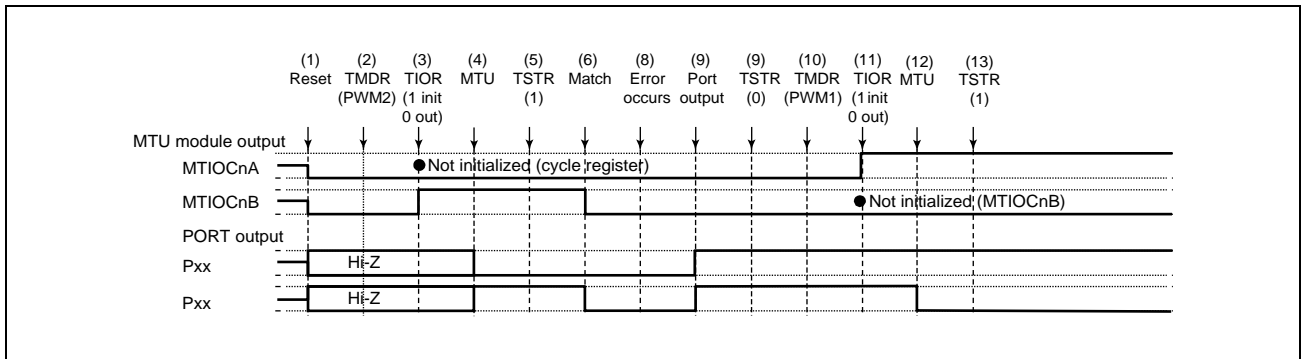 (1) (2) (3) (4) (5) (6) (8) (9) (9) (10) (11) (12) (13)
Reset TMDR TIOR MTU TSTR Match Error Port TSTR TMDR TIOR MTU TSTR
(PWM2) (1 init (1) occurs output (0) (PWM1) (1 init (1)
0 out) 0 out)
MTU module output
MTIOCnA Not initialized (cycle register)
MTIOCnB Not initialized (MTIOCnB)
PORT output
Pxx Hi-Z
Pxx Hi-Z